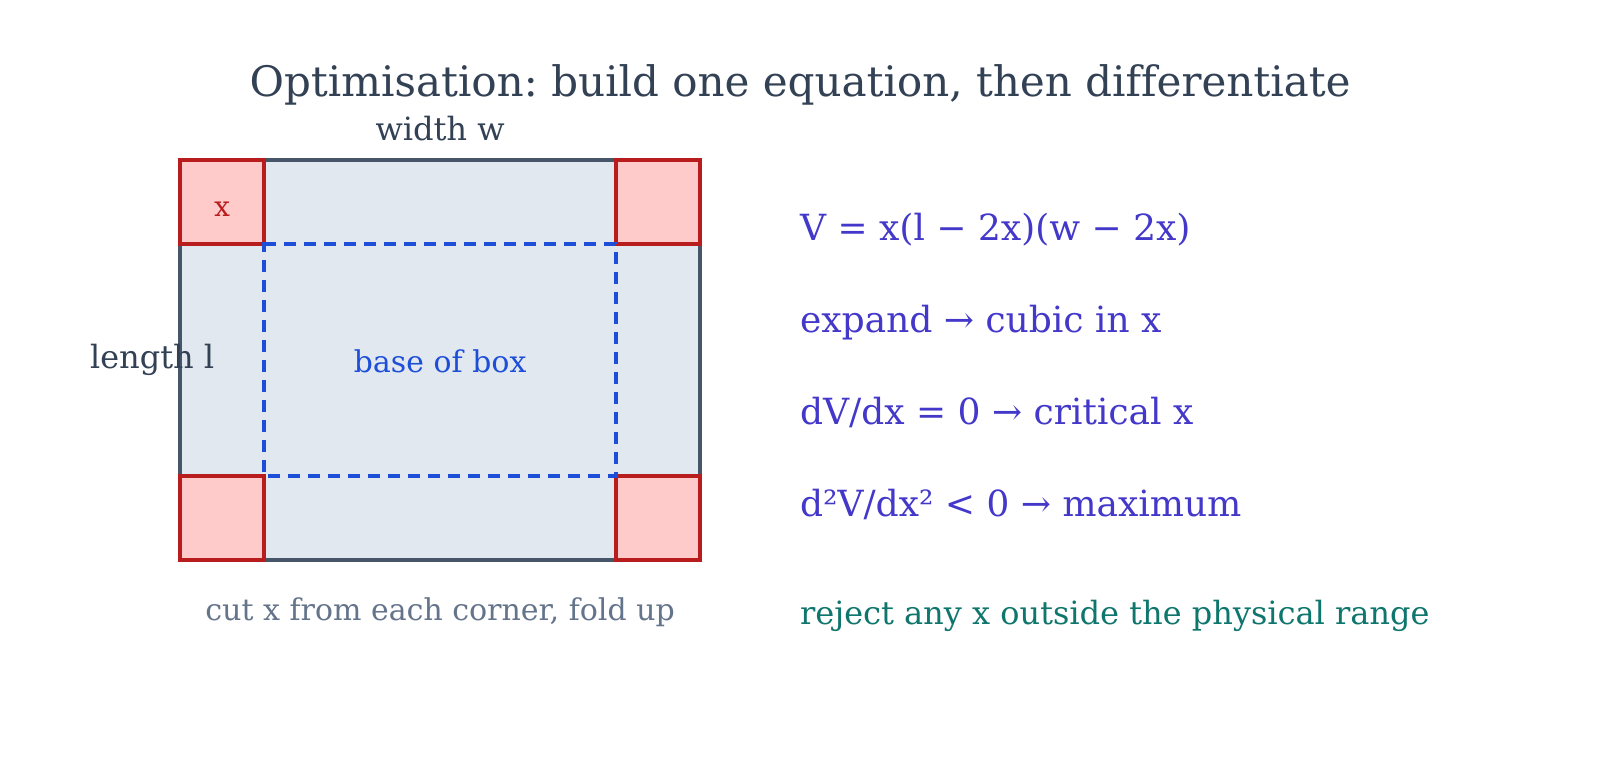 Optimisation: build one equation, then differentiate
width w
x
length l
base of box
cut x from each corner, fold up
V = x(l − 2x)(w − 2x)
expand → cubic in x
dV/dx = 0 → critical x
d²V/dx² < 0 → maximum
reject any x outside the physical range